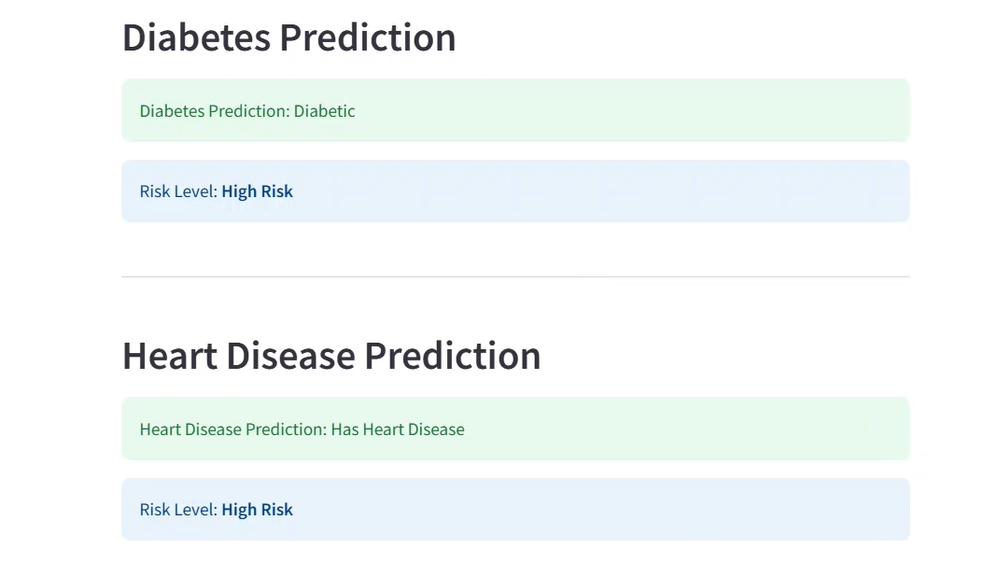 Diabetes Prediction
Diabetes Prediction: Diabetic
Risk Level: High Risk
Heart Disease Prediction
Heart Disease Prediction: Has Heart Disease
Risk Level: High Risk